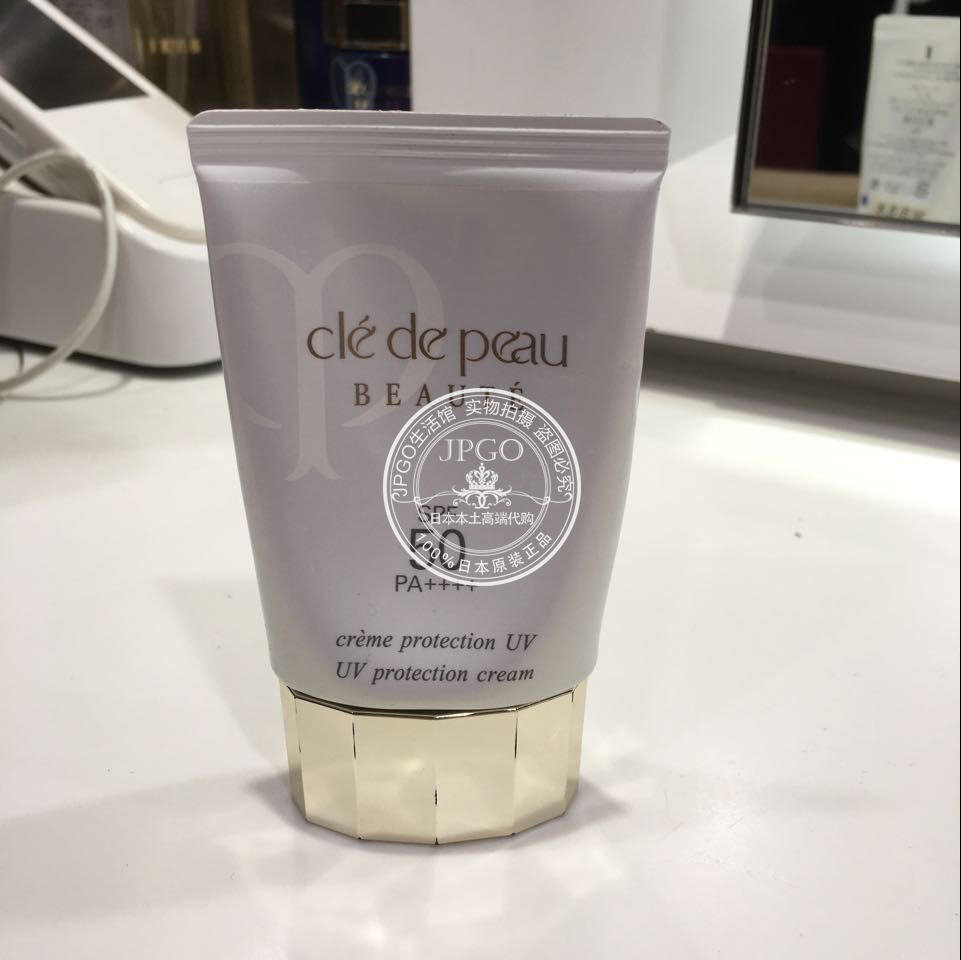 clé de peau
BEAUTÉ
JPGO生活馆 实物拍摄 盗图必究
JPGO
SPF
日本本土高端代购
50
100%日本原装正品
PA++++
crème protection UV
UV protection cream